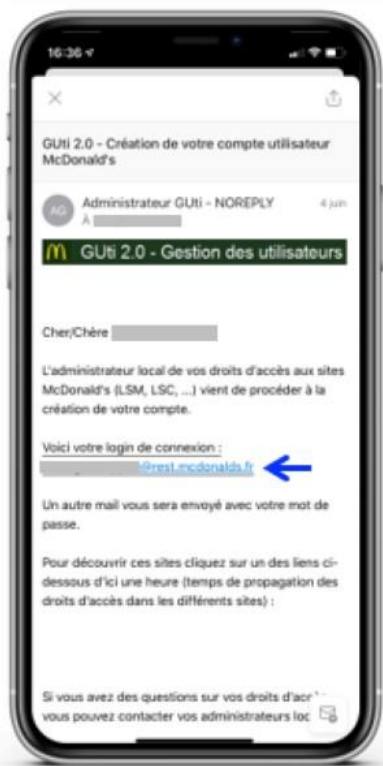 16:36
GUti 2.0 - Création de votre compte utilisateur
McDonald's
AG
Administrateur GUti - NOREPLY
4 juin
À
GUti 2.0 - Gestion des utilisateurs
Cher/Chère
L'administrateur local de vos droits d'accès aux sites
McDonald's (LSM, LSC, ...) vient de procéder à la
création de votre compte.
Voici votre login de connexion :
@rest.mcdonalds.fr
Un autre mail vous sera envoyé avec votre mot de
passe.
Pour découvrir ces sites cliquez sur un des liens ci-
dessous d'ici une heure (temps de propagation des
droits d'accès dans les différents sites) :
Si vous avez des questions sur vos droits d'accès
vous pouvez contacter vos administrateurs loc